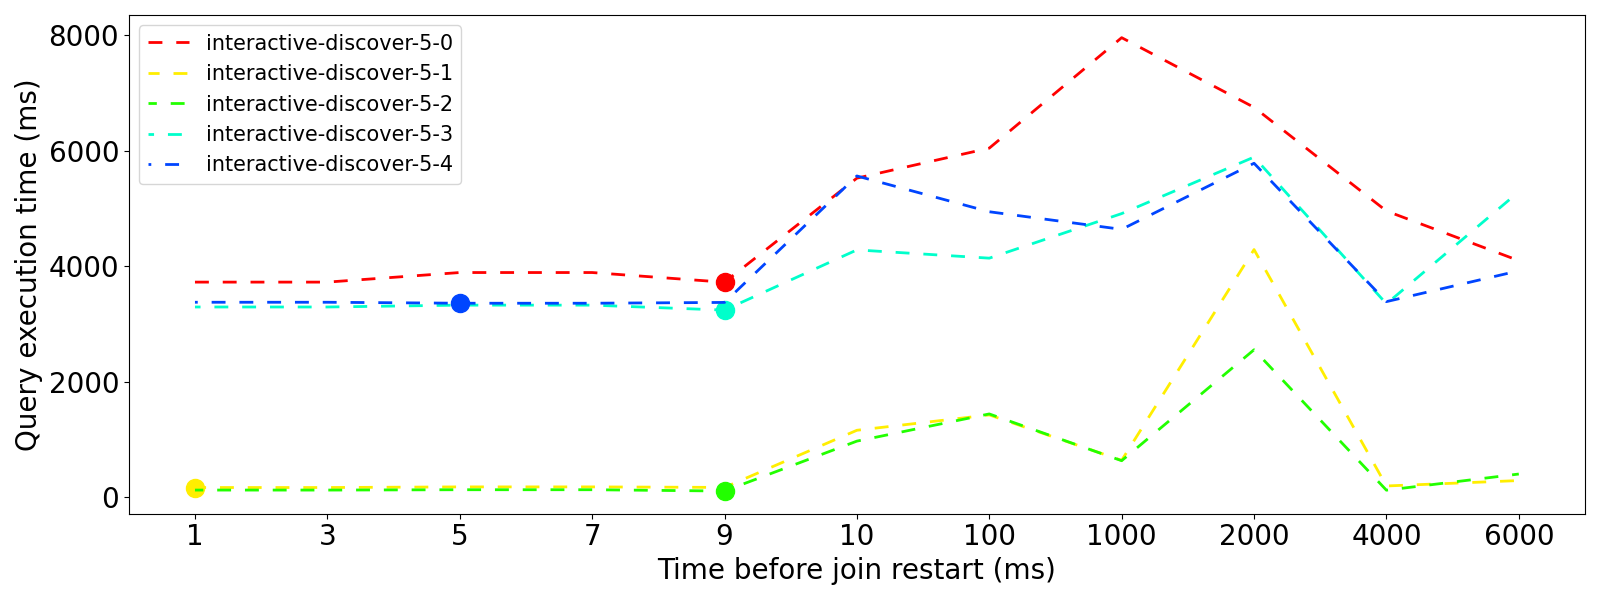 8000
6000
4000
2000
0
Query execution time (ms)
interactive-discover-5-0
interactive-discover-5-1
interactive-discover-5-2
interactive-discover-5-3
interactive-discover-5-4
1 3 5 7 9 10 100 1000 2000 4000 6000
Time before join restart (ms)